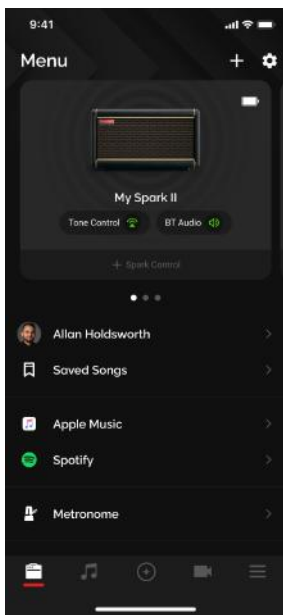 9:41
Menu
My Spark II
Tone Control
BT Audio
+ Spark Control
Allan Holdsworth
Saved Songs
Apple Music
Spotify
Metronome